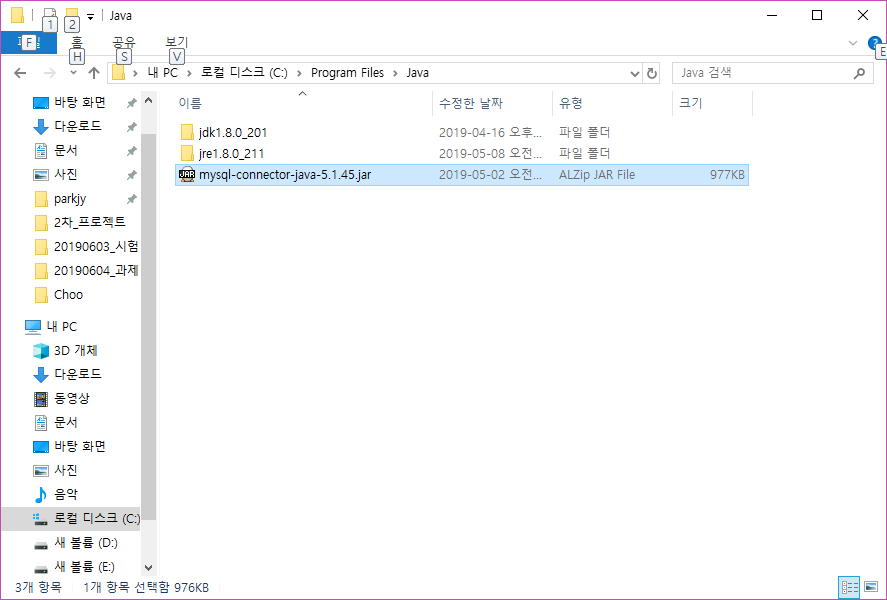 1 2 Java
F 파일 홈 공유 보기
H S V E
내 PC 로컬 디스크 (C:) Program Files Java
Java 검색
이름 수정한 날짜 유형 크기
jdk1.8.0_201 2019-04-16 오후... 파일 폴더
jre1.8.0_211 2019-05-08 오전... 파일 폴더
JAR mysql-connector-java-5.1.45.jar 2019-05-02 오전... ALZip JAR File 977KB
바탕 화면
다운로드
문서
사진
parkjy
2차_프로젝트
20190603_시험
20190604_과제
Choo
내 PC
3D 개체
다운로드
동영상
문서
바탕 화면
사진
음악
로컬 디스크 (C:)
새 볼륨 (D:)
새 볼륨 (E:)
3개 항목 1개 항목 선택함 976KB